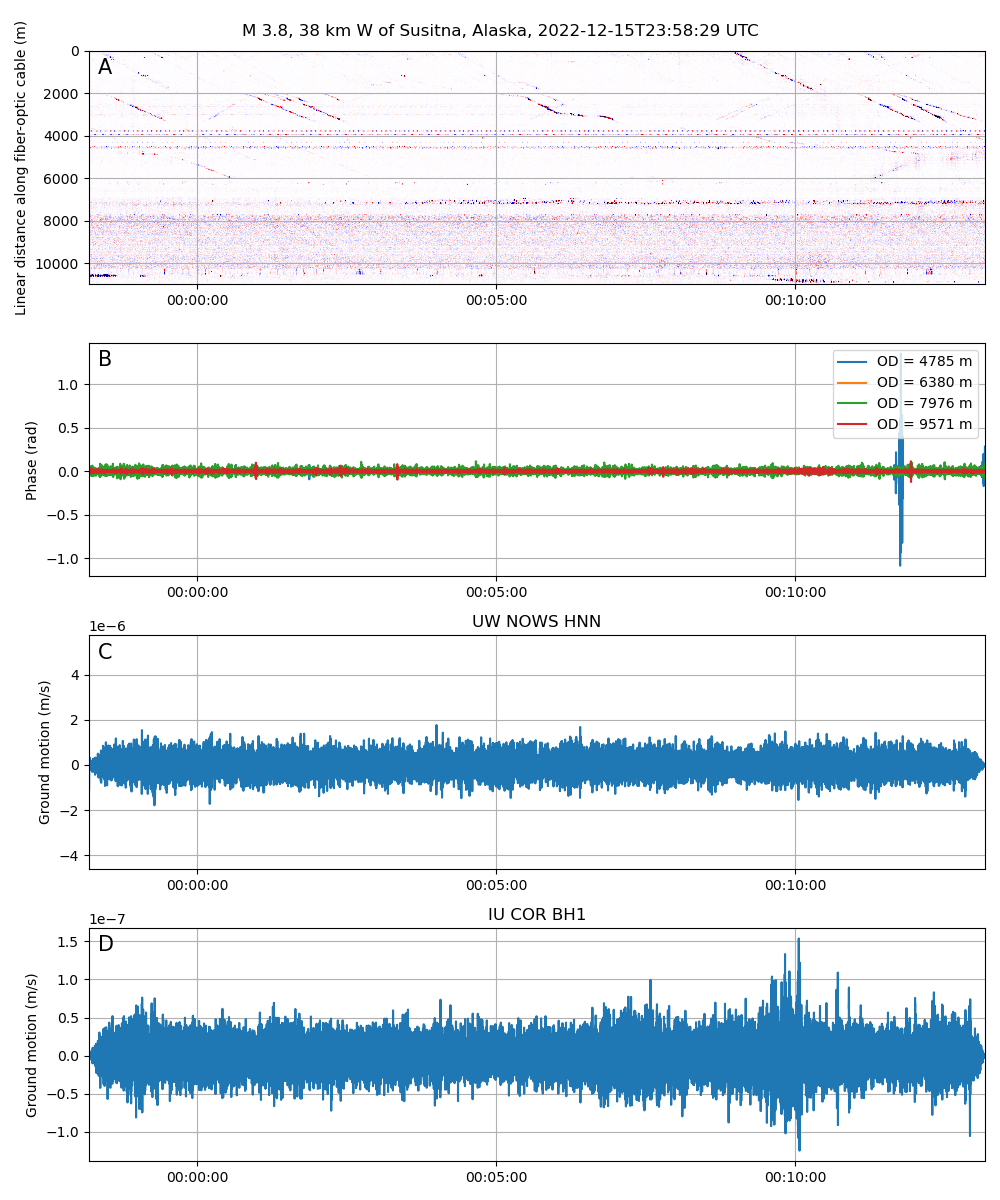 M 3.8, 38 km W of Susitna, Alaska, 2022-12-15T23:58:29 UTC
A
Linear distance along fiber-optic cable (m)
0
2000
4000
6000
8000
10000
00:00:00 00:05:00 00:10:00
B
Phase (rad)
1.0
0.5
0.0
−0.5
−1.0
OD = 4785 m
OD = 6380 m
OD = 7976 m
OD = 9571 m
00:00:00 00:05:00 00:10:00
UW NOWS HNN
1e−6
C
Ground motion (m/s)
4
2
0
−2
−4
00:00:00 00:05:00 00:10:00
IU COR BH1
1e−7
D
Ground motion (m/s)
1.5
1.0
0.5
0.0
−0.5
−1.0
00:00:00 00:05:00 00:10:00